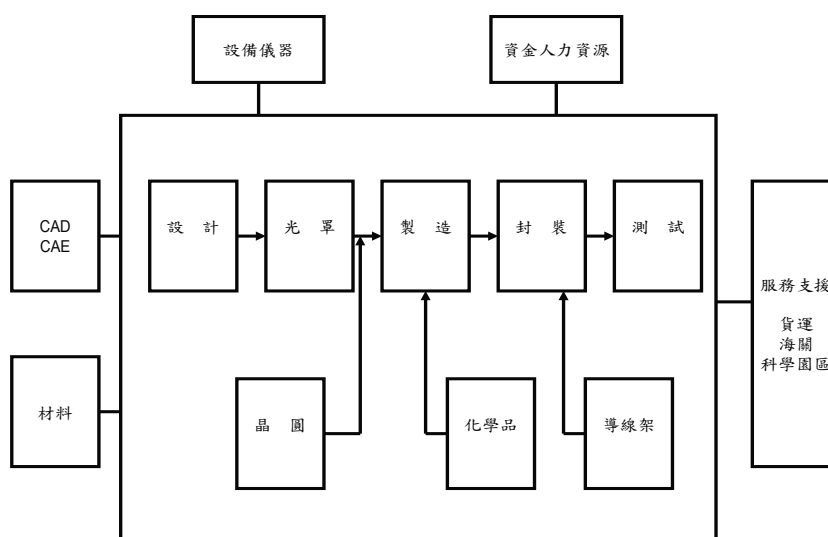 設備儀器
資金人力資源
CAD
CAE
設 計
光 罩
製 造
封 裝
測 試
服務支援
貨運
海關
科學園區
材料
晶 圓
化學品
導線架